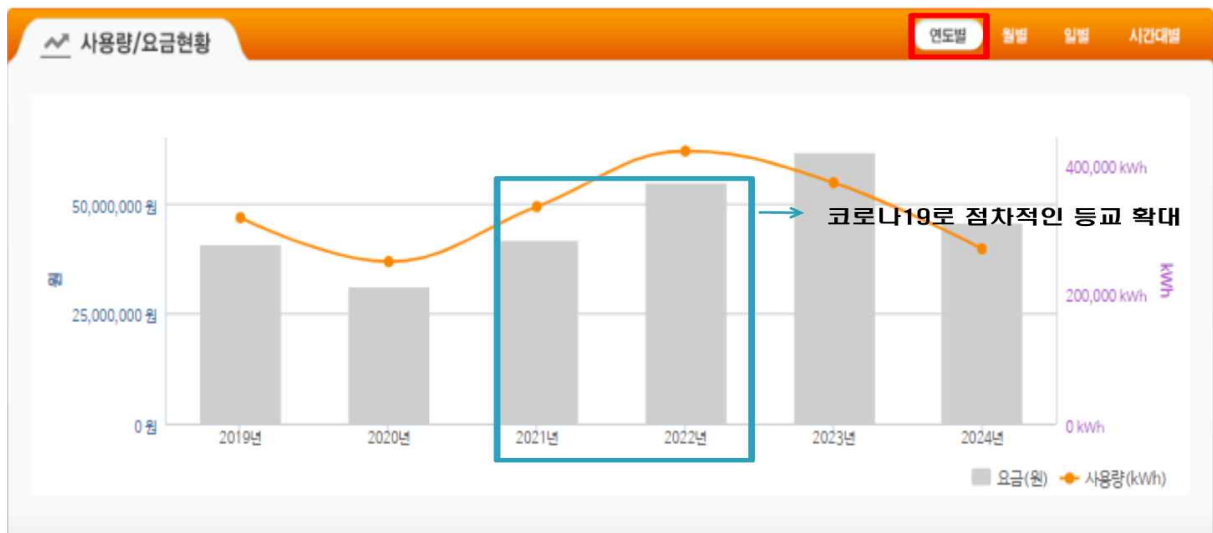 사용량/요금현황
연도별 월별 일별 시간대별
400,000 kWh
50,000,000 원
코로나19로 점차적인 등교 확대
원
kWh
200,000 kWh
25,000,000 원
0 원
0 kWh
2019년 2020년 2021년 2022년 2023년 2024년
요금(원) 사용량(kWh)